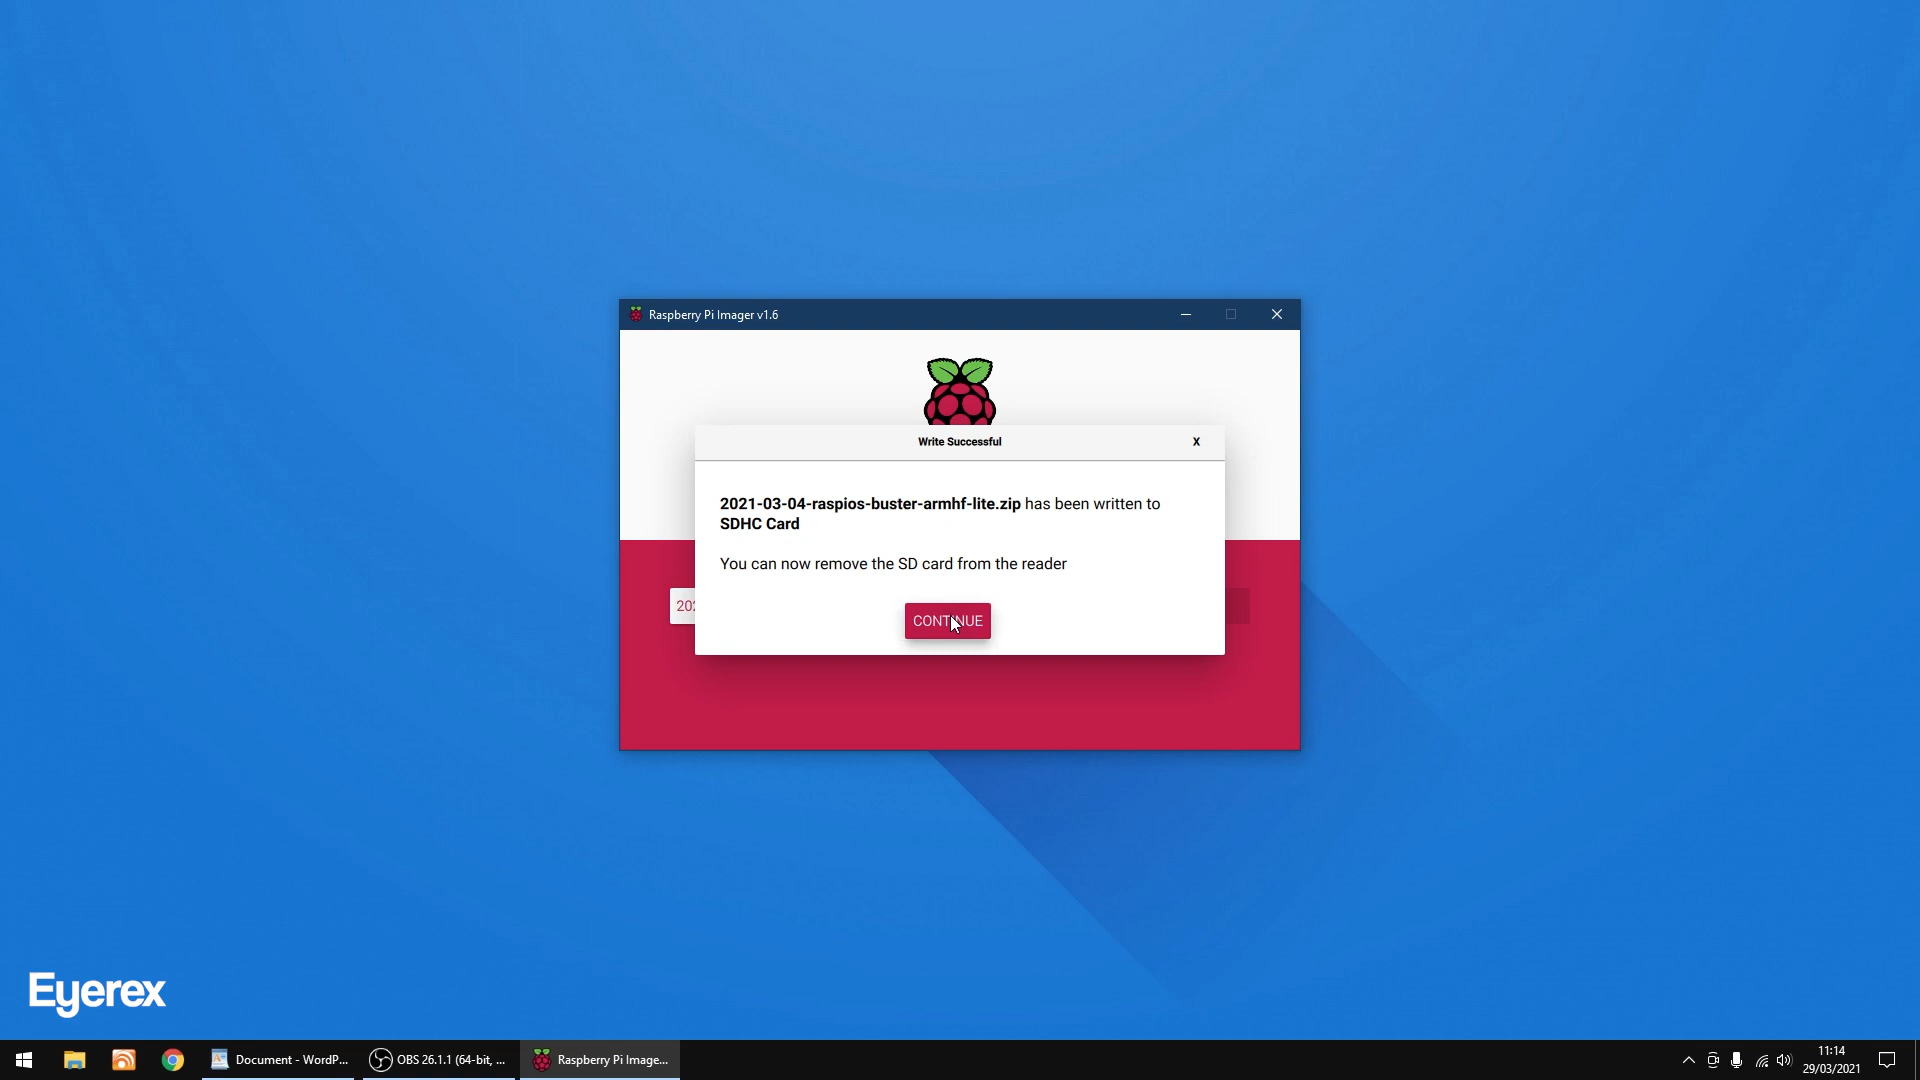 Raspberry Pi Imager v1.6
Write Successful
X
2021-03-04-raspios-buster-armhf-lite.zip has been written to
SDHC Card
You can now remove the SD card from the reader
202
CONTINUE
Eyerex
Document - WordP...
OBS 26.1.1 (64-bit, ...
Raspberry Pi Image...
11:14
29/03/2021